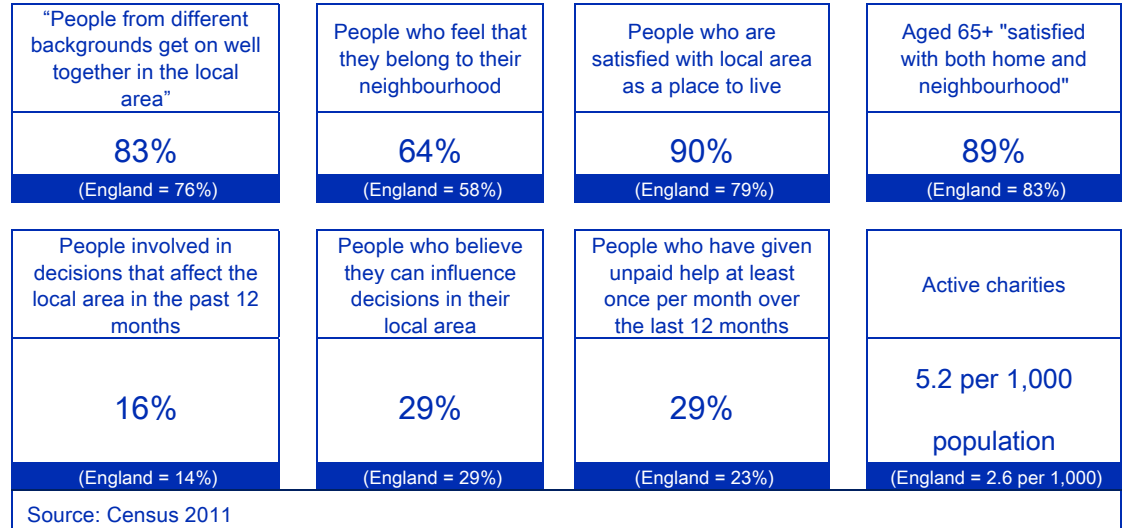 “People from different
backgrounds get on well
together in the local
area”
83%
(England = 76%)
People who feel that
they belong to their
neighbourhood
64%
(England = 58%)
People who are
satisfied with local area
as a place to live
90%
(England = 79%)
Aged 65+ "satisfied
with both home and
neighbourhood"
89%
(England = 83%)
People involved in
decisions that affect the
local area in the past 12
months
16%
(England = 14%)
People who believe
they can influence
decisions in their
local area
29%
(England = 29%)
People who have given
unpaid help at least
once per month over
the last 12 months
29%
(England = 23%)
Active charities
5.2 per 1,000
population
(England = 2.6 per 1,000)
Source: Census 2011